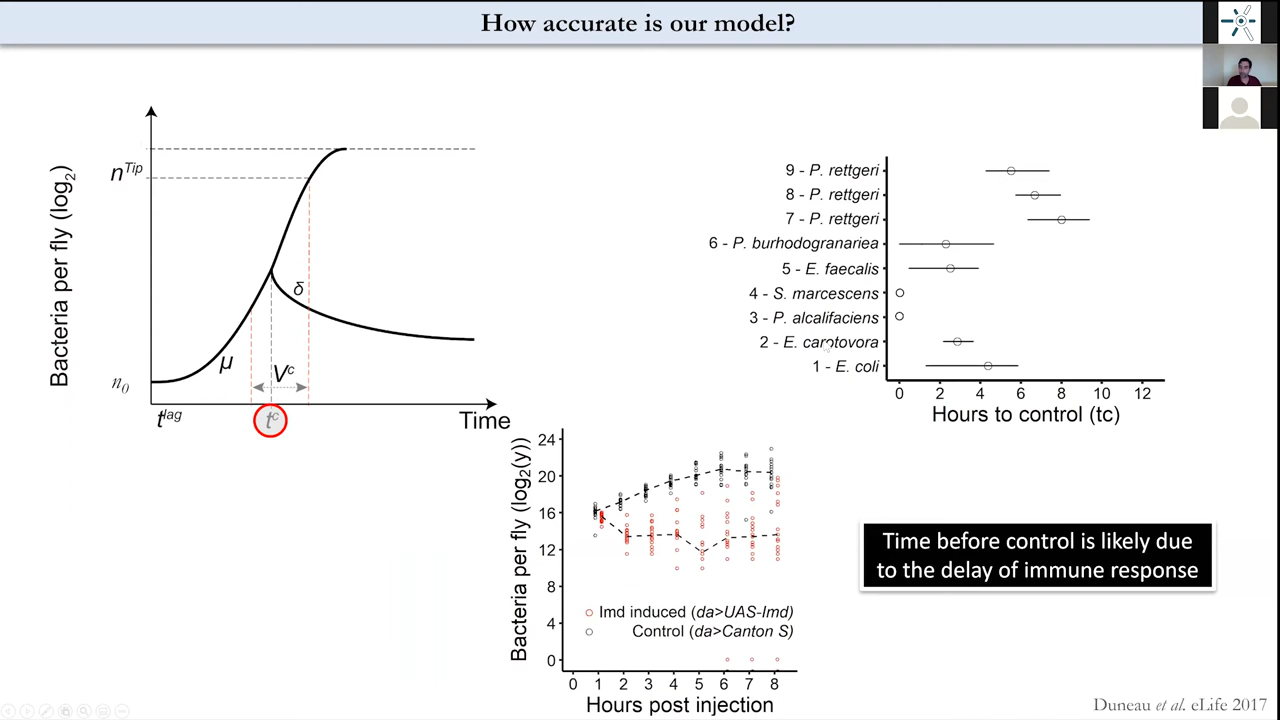 How accurate is our model?
Bacteria per fly (log2)
nTip
n0
μ
δ
Vc
tlag
tc
Time
9 - P. rettgeri
8 - P. rettgeri
7 - P. rettgeri
6 - P. burhodogranariea
5 - E. faecalis
4 - S. marcescens
3 - P. alcalifaciens
2 - E. carotovora
1 - E. coli
0 2 4 6 8 10 12
Hours to control (tc)
Bacteria per fly (log2(y))
24
20
16
12
8
4
0
Imd induced (da>UAS-Imd)
Control (da>Canton S)
0 1 2 3 4 5 6 7 8
Hours post injection
Time before control is likely due
to the delay of immune response
Duneau et al. eLife 2017